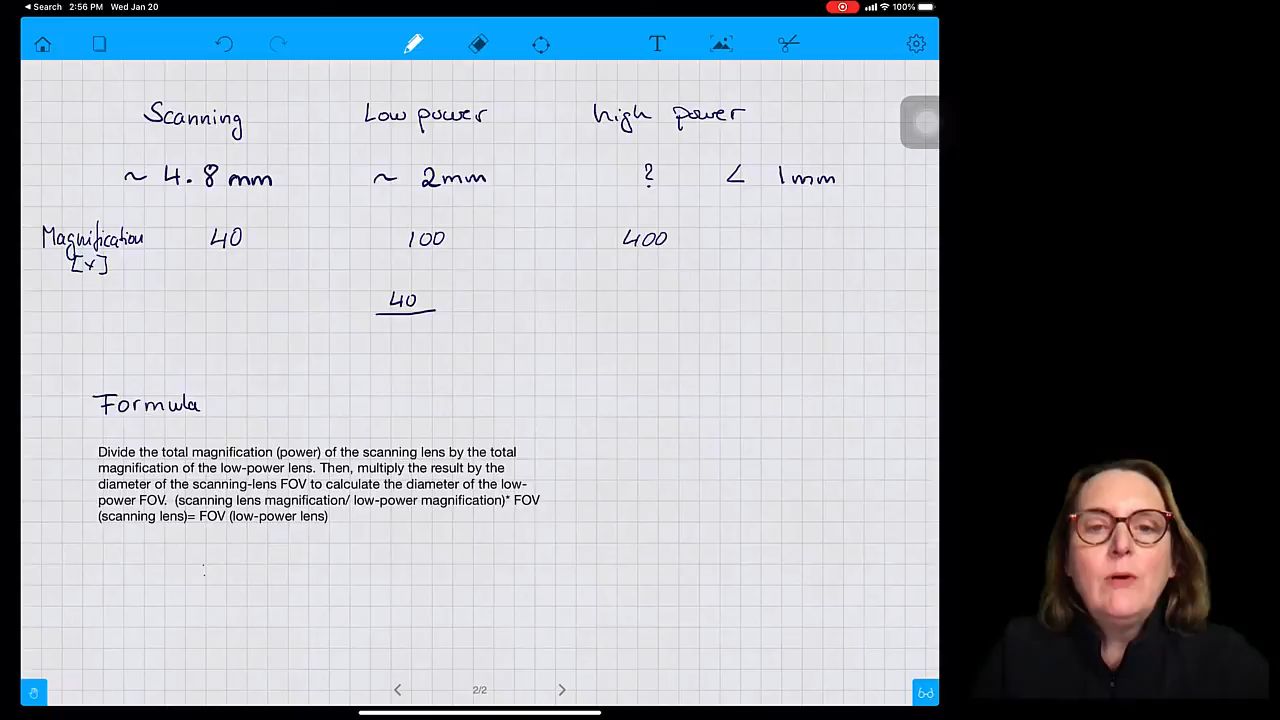 Search 2:56 PM Wed Jan 20 100%
T
Scanning Low power high power
~ 4.8 mm ~ 2mm ? < 1mm
Magnification 40 100 400
[x]
40
Formula
Divide the total magnification (power) of the scanning lens by the total
magnification of the low-power lens. Then, multiply the result by the
diameter of the scanning-lens FOV to calculate the diameter of the low-
power FOV. (scanning lens magnification/ low-power magnification)* FOV
(scanning lens)= FOV (low-power lens)
2/2